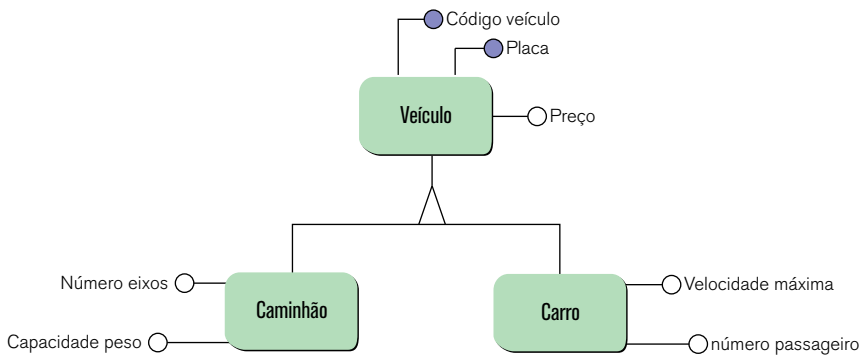 Código veículo
Placa
Veículo
Preço
Número eixos
Velocidade máxima
Caminhão
Carro
Capacidade peso
número passageiro